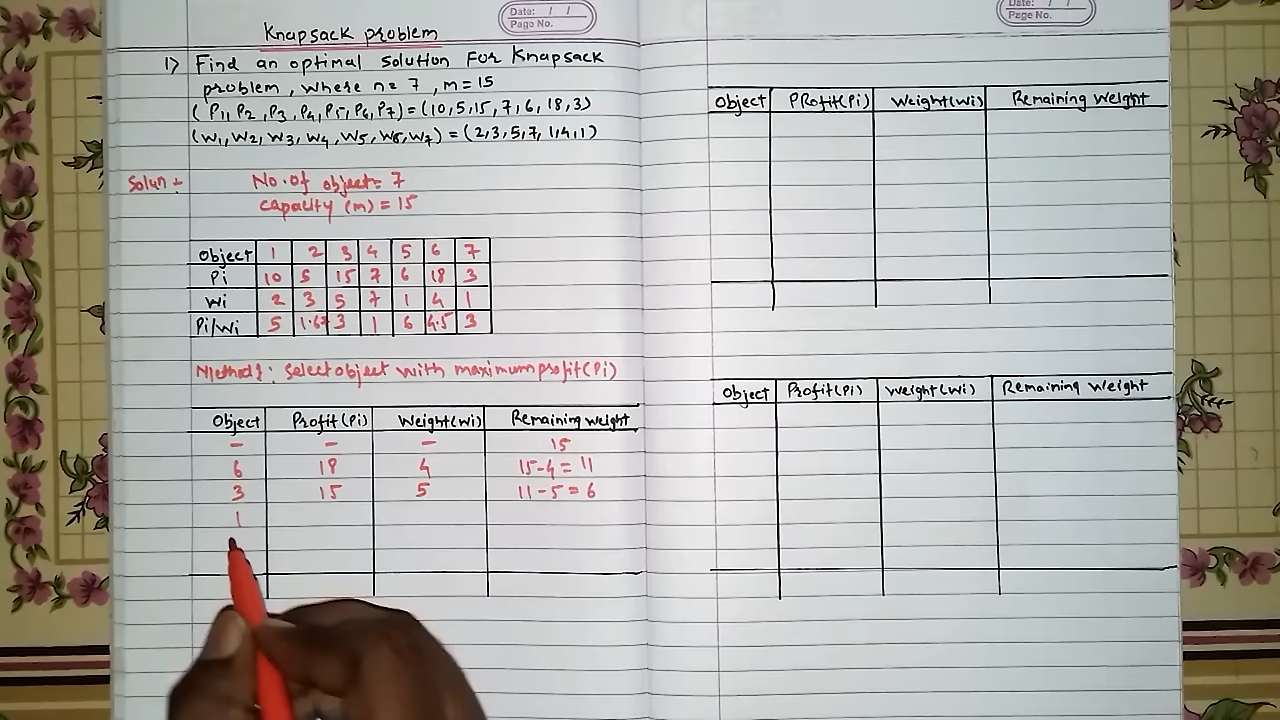 Date: / /
Page No.
Knapsack problem
1) Find an optimal solution For Knapsack
problem, where n= 7, m=15
(P1, P2, P3, P4, P5, P6, P7) = (10,5,15,7,6,18,3)
(W1, W2, W3, W4, W5, W6, W7) = (2,3,5,7,1,4,1)
Solun:- No. of object= 7
capacity (m) = 15
Object 1 2 3 4 5 6 7
Pi 10 5 15 7 6 18 3
Wi 2 3 5 7 1 4 1
Pi/Wi 5 1.67 3 1 6 4.5 3
Method 1: Select object with maximum profit(Pi)
Object Profit(Pi) Weight(wi) Remaining weight
- - - 15
6 18 4 15-4=11
3 15 5 11-5=6
1
Date: / /
Page No.
Object PRofit(Pi) Weight(Wi) Remaining Weight
Object Profit(Pi) Weight(Wi) Remaining Weight